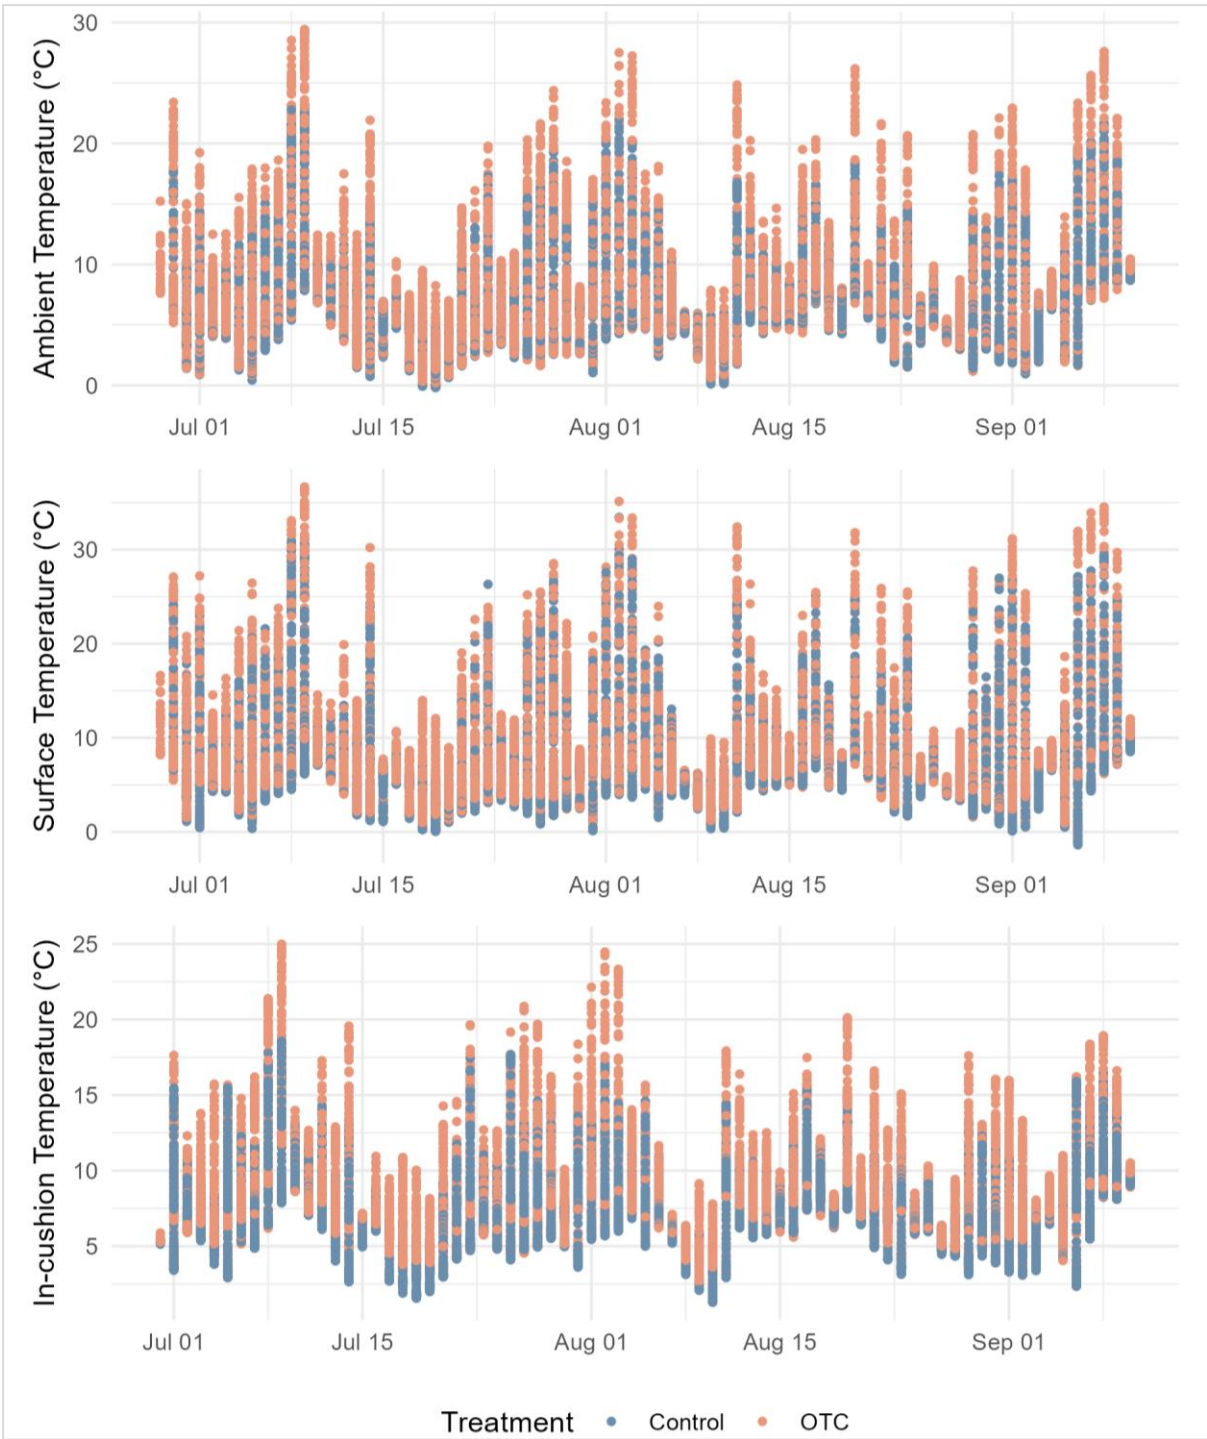 Ambient Temperature (°C)
30
20
10
0
Jul 01 Jul 15 Aug 01 Aug 15 Sep 01
Surface Temperature (°C)
30
20
10
0
Jul 01 Jul 15 Aug 01 Aug 15 Sep 01
In-cushion Temperature (°C)
25
20
15
10
5
Jul 01 Jul 15 Aug 01 Aug 15 Sep 01
Treatment Control OTC